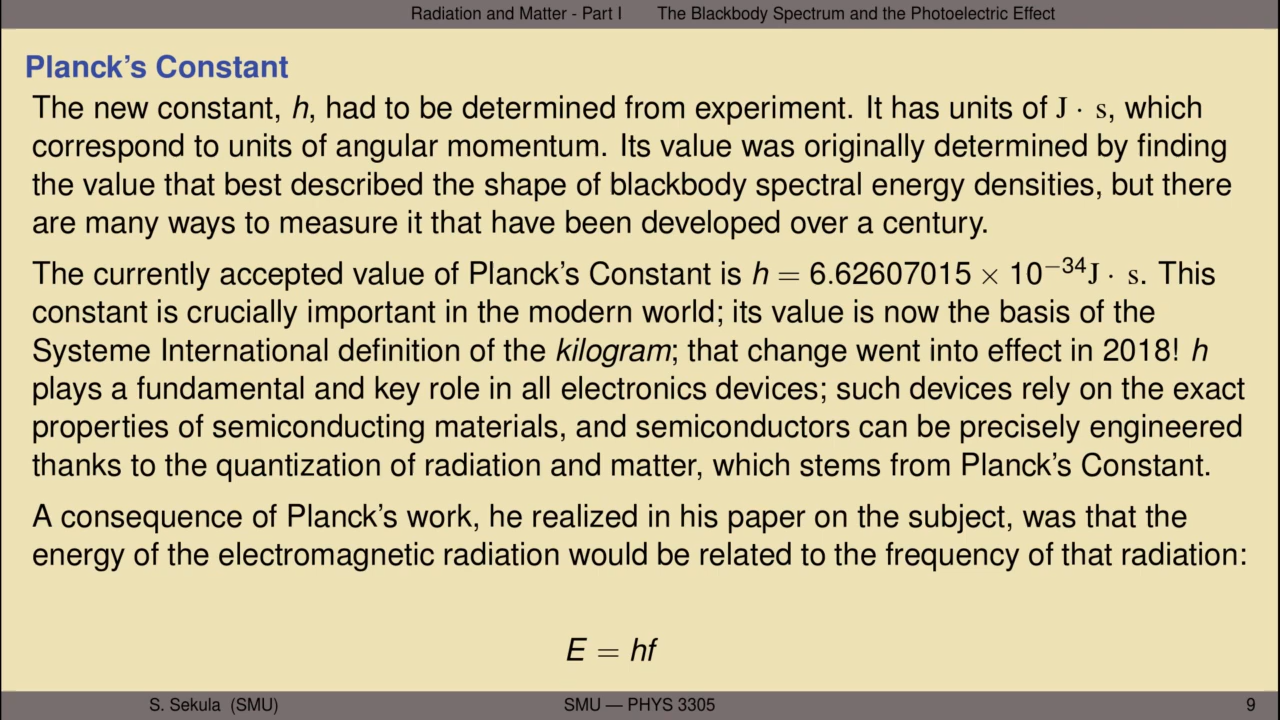 Radiation and Matter - Part I The Blackbody Spectrum and the Photoelectric Effect
Planck's Constant
The new constant, h, had to be determined from experiment. It has units of J · s, which
correspond to units of angular momentum. Its value was originally determined by finding
the value that best described the shape of blackbody spectral energy densities, but there
are many ways to measure it that have been developed over a century.
The currently accepted value of Planck's Constant is h = 6.62607015 × 10⁻³⁴J · s. This
constant is crucially important in the modern world; its value is now the basis of the
Systeme International definition of the kilogram; that change went into effect in 2018! h
plays a fundamental and key role in all electronics devices; such devices rely on the exact
properties of semiconducting materials, and semiconductors can be precisely engineered
thanks to the quantization of radiation and matter, which stems from Planck's Constant.
A consequence of Planck's work, he realized in his paper on the subject, was that the
energy of the electromagnetic radiation would be related to the frequency of that radiation:
E = hf
S. Sekula (SMU) SMU — PHYS 3305 9